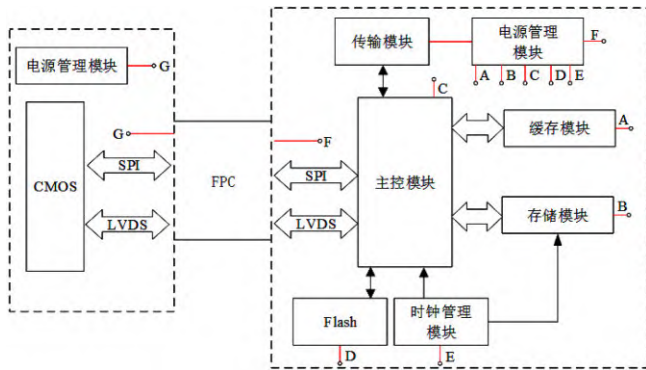 电源管理模块
G
G
CMOS
SPI
LVDS
FPC
传输模块
电源管理
模块
F
A
B
C
D
E
C
F
SPI
LVDS
主控模块
缓存模块
A
存储模块
B
Flash
D
时钟管理
模块
E